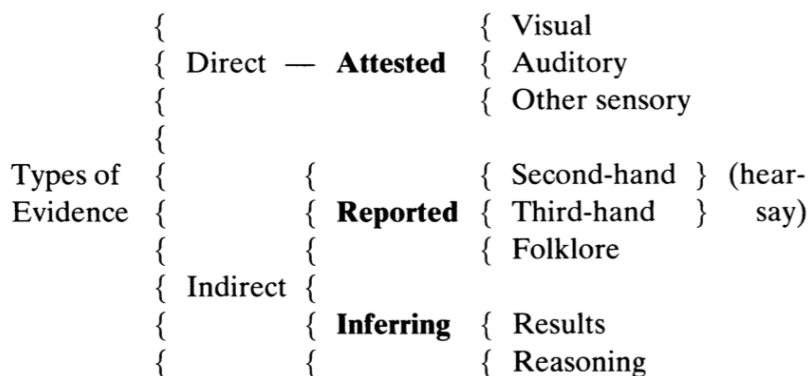 { { Visual
{ Direct — Attested { Auditory
{ { Other sensory
{
Types of { { { Second-hand } (hear-
Evidence { { Reported { Third-hand } say)
{ { { Folklore
{ Indirect {
{ { Inferring { Results
{ { { Reasoning